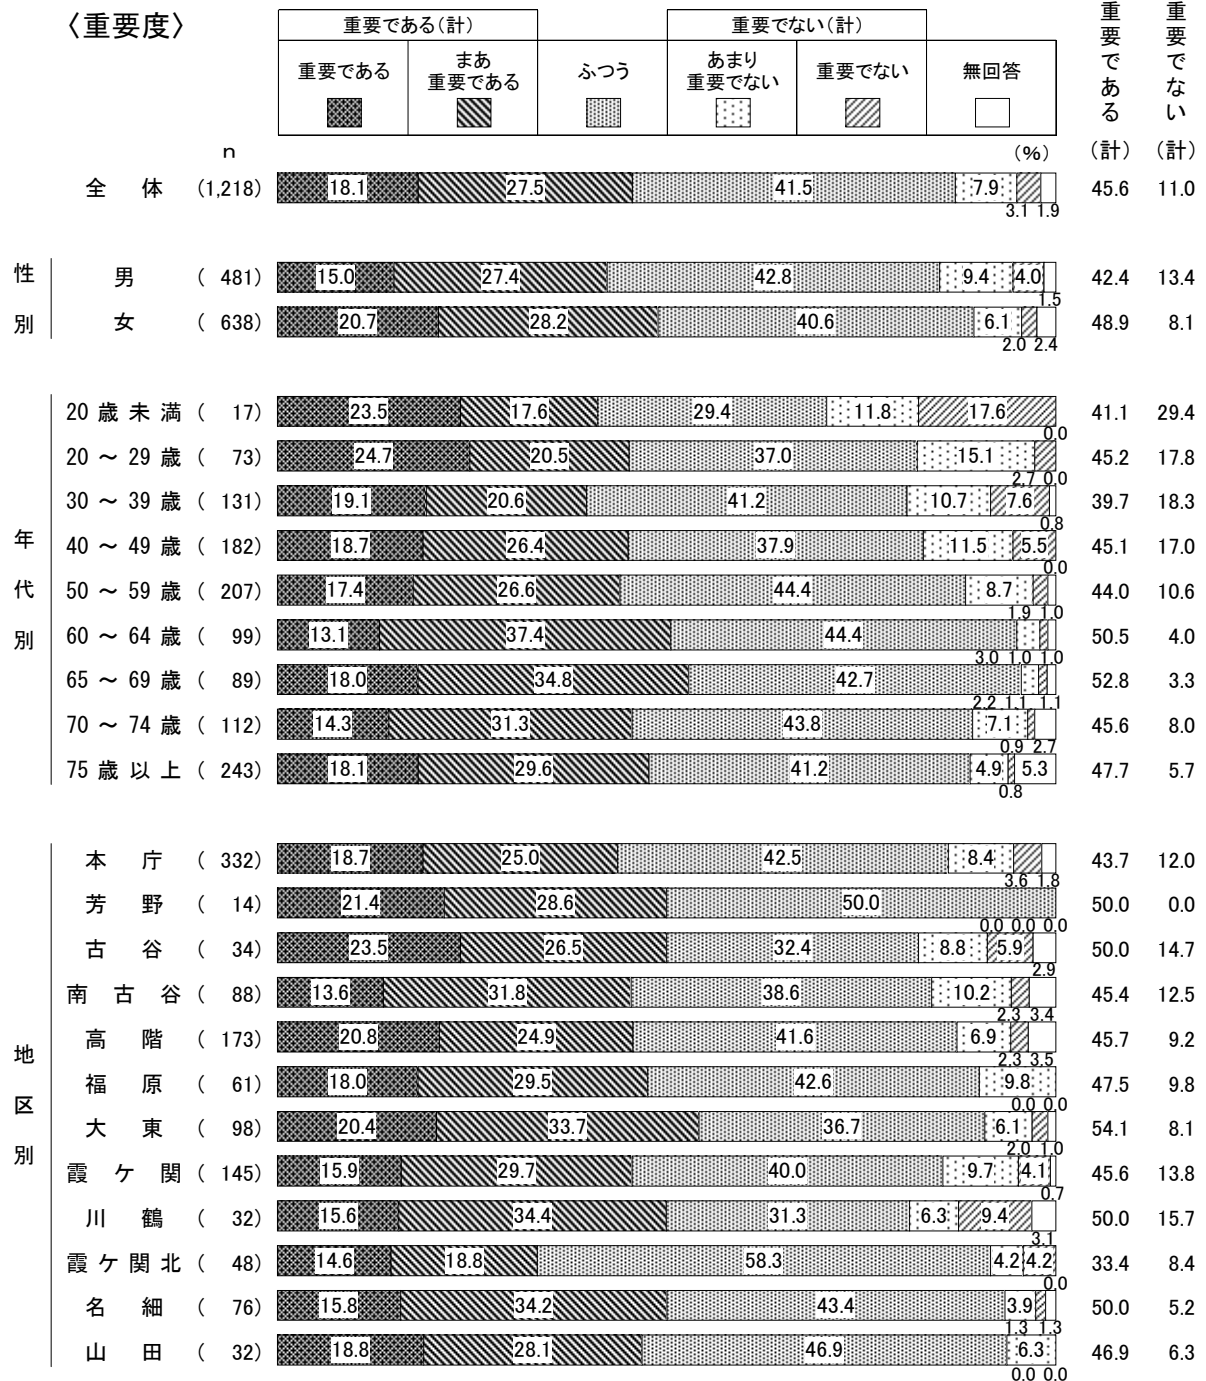 〈重要度〉
重要である(計) 重要でない(計)
重要である まあ重要である ふつう あまり重要でない 重要でない 無回答
重要である(計) 重要でない(計)
n (%)
全体 (1,218) 18.1 27.5 41.5 7.9 3.1 1.9 45.6 11.0
性別
男 ( 481) 15.0 27.4 42.8 9.4 4.0 1.5 42.4 13.4
女 ( 638) 20.7 28.2 40.6 6.1 2.0 2.4 48.9 8.1
年代別
20歳未満 ( 17) 23.5 17.6 29.4 11.8 17.6 0.0 41.1 29.4
20～29歳 ( 73) 24.7 20.5 37.0 15.1 2.7 0.0 45.2 17.8
30～39歳 ( 131) 19.1 20.6 41.2 10.7 7.6 0.8 39.7 18.3
40～49歳 ( 182) 18.7 26.4 37.9 11.5 5.5 0.0 45.1 17.0
50～59歳 ( 207) 17.4 26.6 44.4 8.7 1.9 1.0 44.0 10.6
60～64歳 ( 99) 13.1 37.4 44.4 3.0 1.0 1.0 50.5 4.0
65～69歳 ( 89) 18.0 34.8 42.7 2.2 1.1 1.1 52.8 3.3
70～74歳 ( 112) 14.3 31.3 43.8 7.1 0.9 2.7 45.6 8.0
75歳以上 ( 243) 18.1 29.6 41.2 4.9 0.8 5.3 47.7 5.7
地区別
本庁 ( 332) 18.7 25.0 42.5 8.4 3.6 1.8 43.7 12.0
芳野 ( 14) 21.4 28.6 50.0 0.0 0.0 0.0 50.0 0.0
古谷 ( 34) 23.5 26.5 32.4 8.8 5.9 2.9 50.0 14.7
南古谷 ( 88) 13.6 31.8 38.6 10.2 2.3 3.4 45.4 12.5
高階 ( 173) 20.8 24.9 41.6 6.9 2.3 3.5 45.7 9.2
福原 ( 61) 18.0 29.5 42.6 9.8 0.0 0.0 47.5 9.8
大東 ( 98) 20.4 33.7 36.7 6.1 2.0 1.0 54.1 8.1
霞ケ関 ( 145) 15.9 29.7 40.0 9.7 4.1 0.7 45.6 13.8
川鶴 ( 32) 15.6 34.4 31.3 6.3 9.4 3.1 50.0 15.7
霞ケ関北 ( 48) 14.6 18.8 58.3 4.2 4.2 0.0 33.4 8.4
名細 ( 76) 15.8 34.2 43.4 3.9 1.3 1.3 50.0 5.2
山田 ( 32) 18.8 28.1 46.9 6.3 0.0 0.0 46.9 6.3